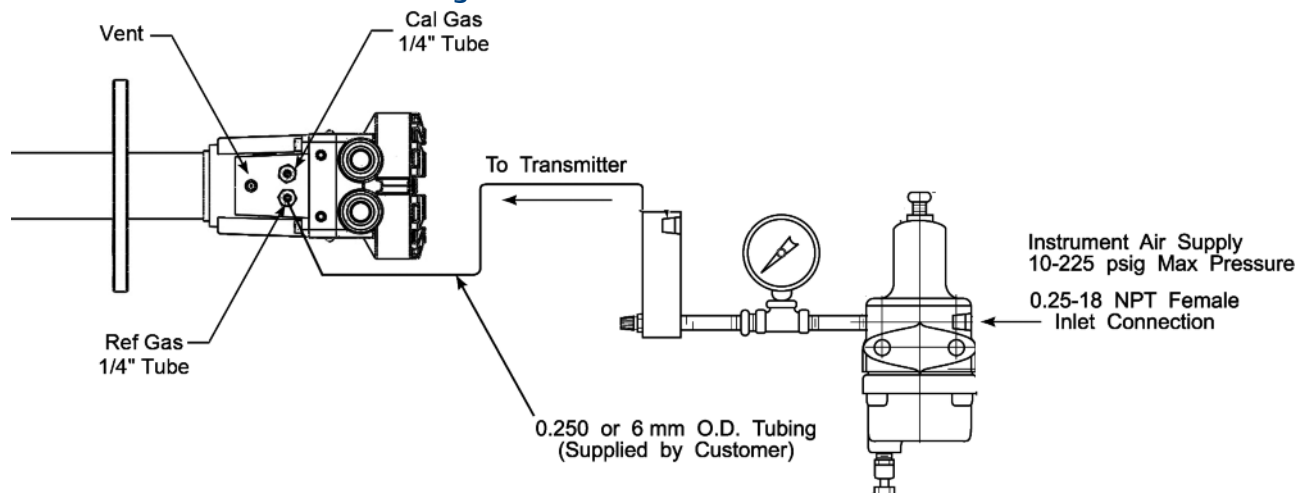 Vent
Cal Gas
1/4" Tube
To Transmitter
Instrument Air Supply
10-225 psig Max Pressure
0.25-18 NPT Female
Inlet Connection
Ref Gas
1/4" Tube
0.250 or 6 mm O.D. Tubing
(Supplied by Customer)